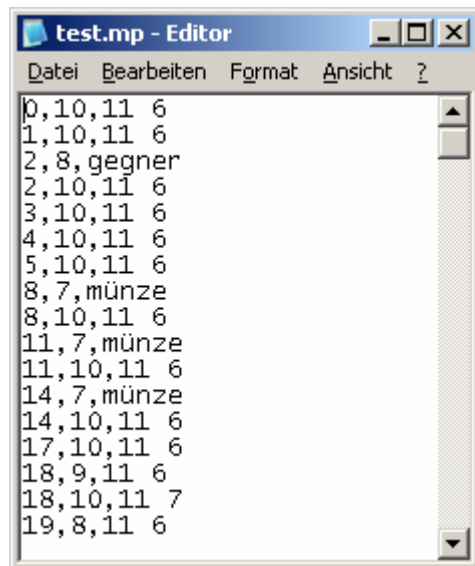 test.mp - Editor
Datei Bearbeiten Format Ansicht ?
0,10,11 6
1,10,11 6
2,8,gegner
2,10,11 6
3,10,11 6
4,10,11 6
5,10,11 6
8,7,münze
8,10,11 6
11,7,münze
11,10,11 6
14,7,münze
14,10,11 6
17,10,11 6
18,9,11 6
18,10,11 7
19,8,11 6